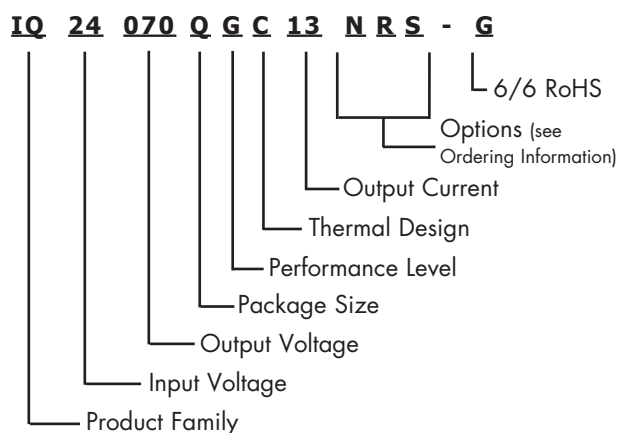 IQ 24 070 Q G C 13 N R S - G
6/6 RoHS
Options (see
Ordering Information)
Output Current
Thermal Design
Performance Level
Package Size
Output Voltage
Input Voltage
Product Family